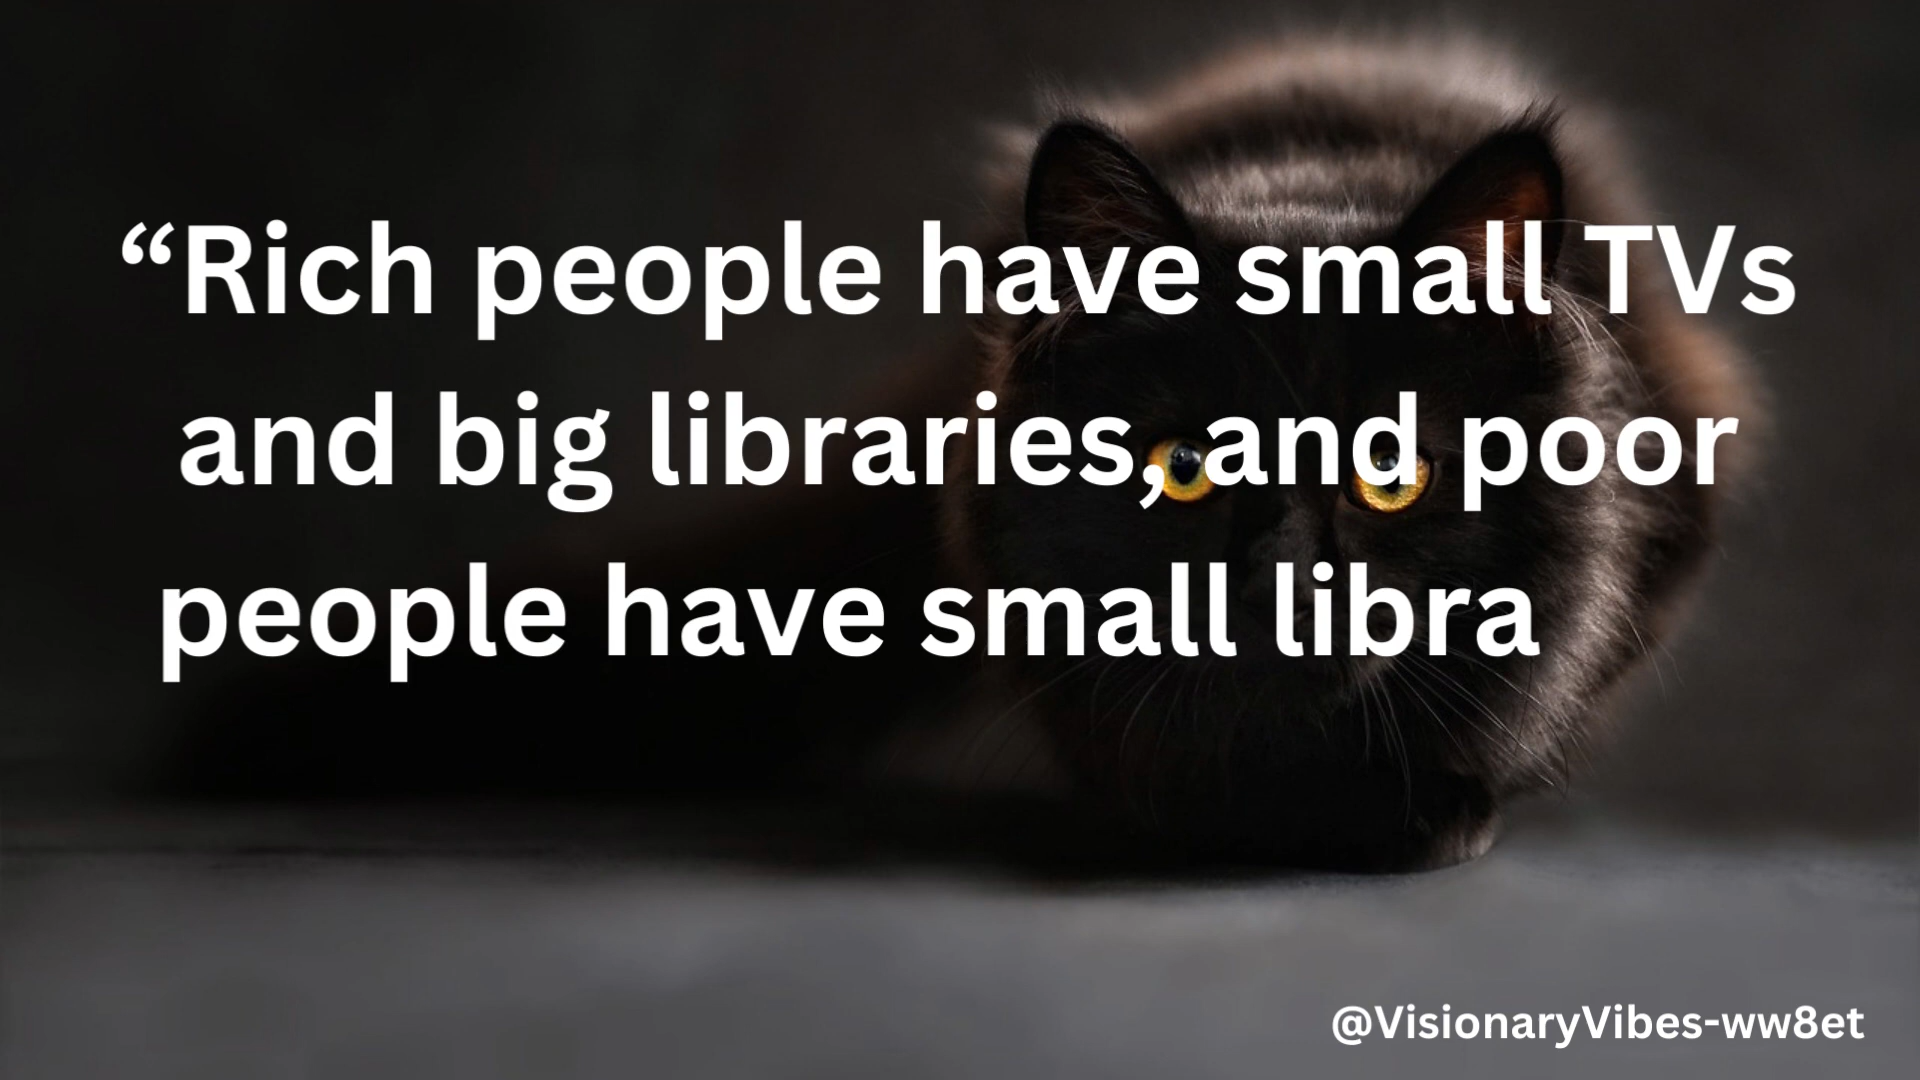 “Rich people have small TVs
and big libraries, and poor
people have small libra
@VisionaryVibes-ww8et